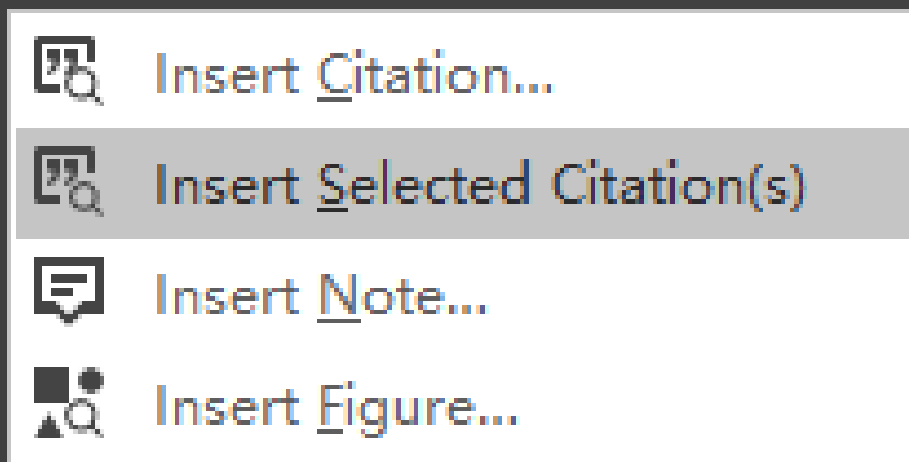 Insert Citation...
Insert Selected Citation(s)
Insert Note...
Insert Figure...